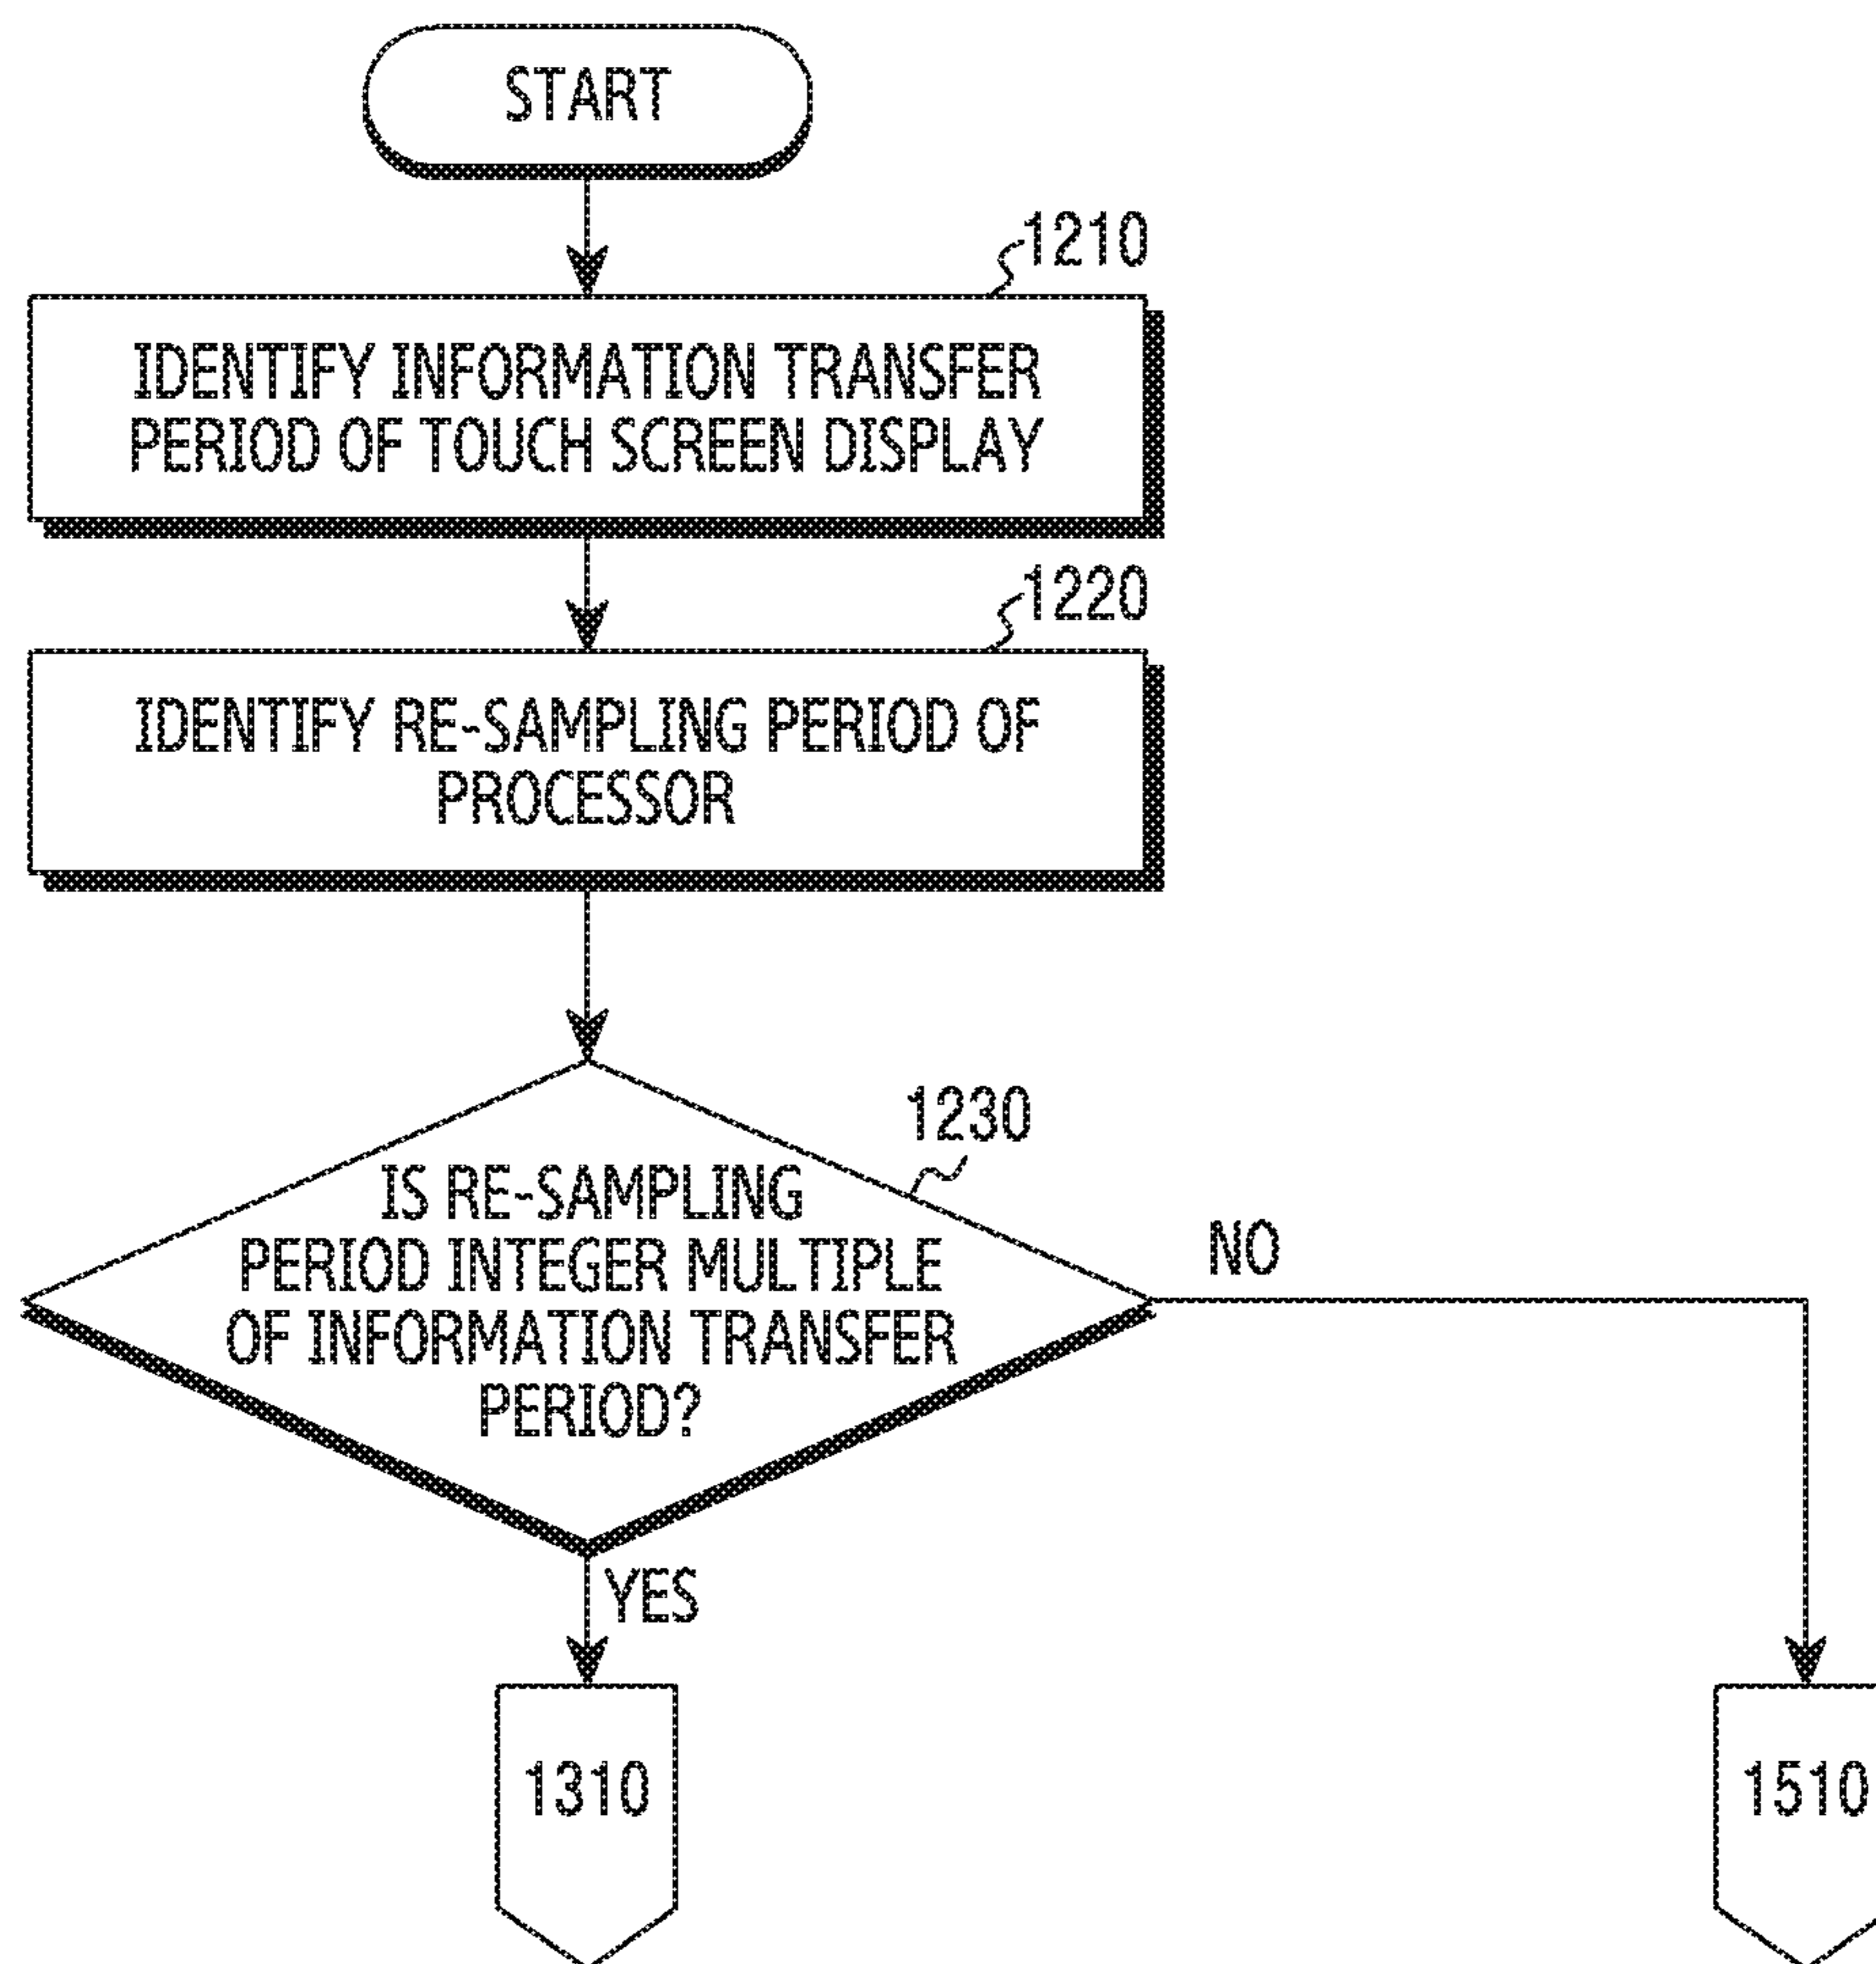 START
1210
IDENTIFY INFORMATION TRANSFER
PERIOD OF TOUCH SCREEN DISPLAY
1220
IDENTIFY RE-SAMPLING PERIOD OF
PROCESSOR
1230
IS RE-SAMPLING
PERIOD INTEGER MULTIPLE
OF INFORMATION TRANSFER
PERIOD?
NO
YES
1310
1510